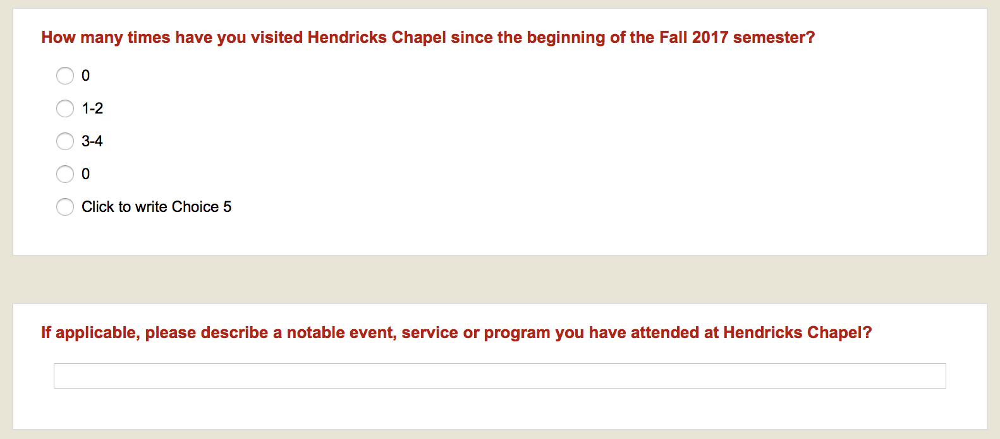 How many times have you visited Hendricks Chapel since the beginning of the Fall 2017 semester?
0
1-2
3-4
0
Click to write Choice 5
If applicable, please describe a notable event, service or program you have attended at Hendricks Chapel?